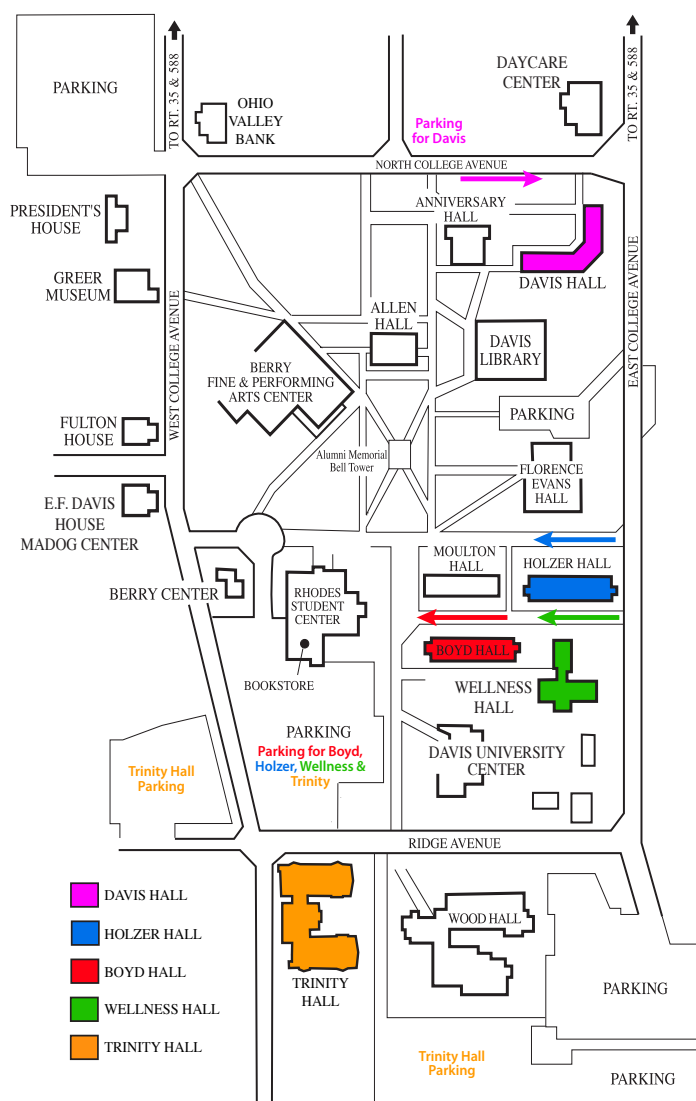 TO RT. 35 & 588
TO RT. 35 & 588
PARKING
OHIO
VALLEY
BANK
DAYCARE
CENTER
Parking
for Davis
NORTH COLLEGE AVENUE
PRESIDENT'S
HOUSE
ANNIVERSARY
HALL
GREER
MUSEUM
DAVIS HALL
WEST COLLEGE AVENUE
EAST COLLEGE AVENUE
ALLEN
HALL
DAVIS
LIBRARY
BERRY
FINE & PERFORMING
ARTS CENTER
PARKING
FULTON
HOUSE
Alumni Memorial
Bell Tower
FLORENCE
EVANS
HALL
E.F. DAVIS
HOUSE
MADOG CENTER
MOULTON
HALL
HOLZER HALL
BERRY CENTER
RHODES
STUDENT
CENTER
BOYD HALL
BOOKSTORE
WELLNESS
HALL
PARKING
Parking for Boyd,
Holzer, Wellness &
Trinity
DAVIS UNIVERSITY
CENTER
Trinity Hall
Parking
RIDGE AVENUE
DAVIS HALL
HOLZER HALL
BOYD HALL
WELLNESS HALL
TRINITY HALL
WOOD HALL
TRINITY
HALL
PARKING
Trinity Hall
Parking
PARKING